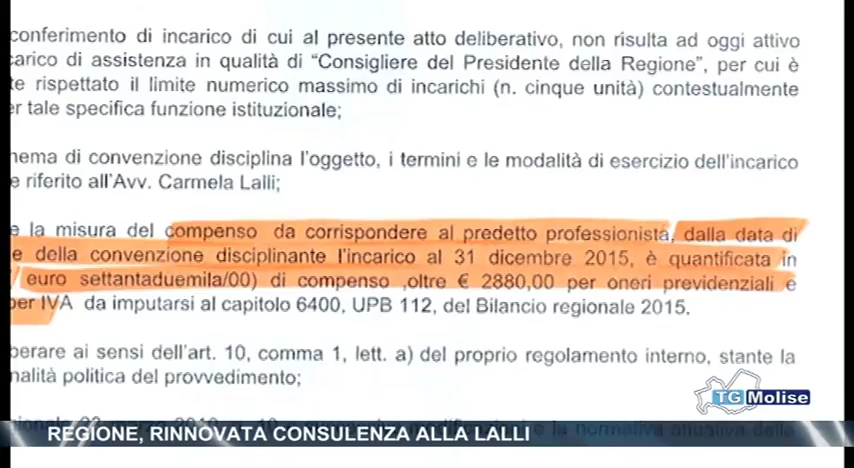 conferimento di incarico di cui al presente atto deliberativo, non risulta ad oggi attivo
carico di assistenza in qualità di “Consigliere del Presidente della Regione”, per cui è
te rispettato il limite numerico massimo di incarichi (n. cinque unità) contestualmente
er tale specifica funzione istituzionale;
nema di convenzione disciplina l’oggetto, i termini e le modalità di esercizio dell’incarico
e riferito all’Avv. Carmela Lalli;
e la misura del compenso da corrispondere al predetto professionista, dalla data di
e della convenzione disciplinante l’incarico al 31 dicembre 2015, è quantificata in
euro settantaduemila/00) di compenso ,oltre € 2880,00 per oneri previdenziali e
per IVA da imputarsi al capitolo 6400, UPB 112, del Bilancio regionale 2015.
perare ai sensi dell’art. 10, comma 1, lett. a) del proprio regolamento interno, stante la
nalità politica del provvedimento;
TG Molise
REGIONE, RINNOVATA CONSULENZA ALLA LALLI